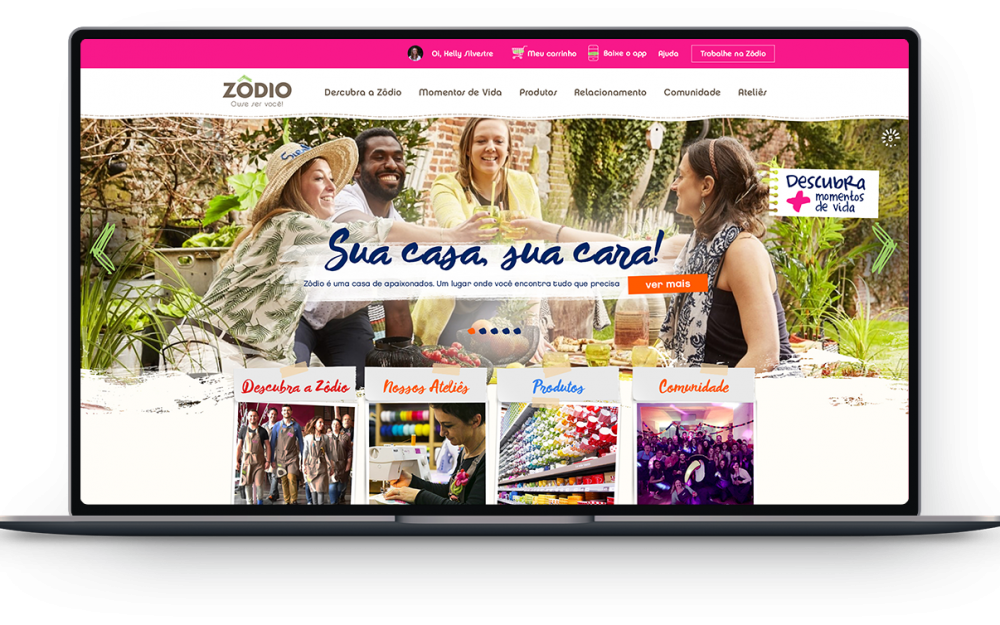 Oi, Helly Silvestre
Meu carrinho
Baixe o app
Ajuda
Trabalhe na Zôdio
ZÔDIO
Ouse ser você!
Descubra a Zôdio
Momentos de Vida
Produtos
Relacionamento
Comunidade
Ateliês
Descubra
+ momentos
de vida
Sua casa, sua cara!
Zôdio é uma casa de apaixonados. Um lugar onde você encontra tudo que precisa
ver mais
Descubra a Zôdio
Nossos Ateliês
Produtos
Comunidade